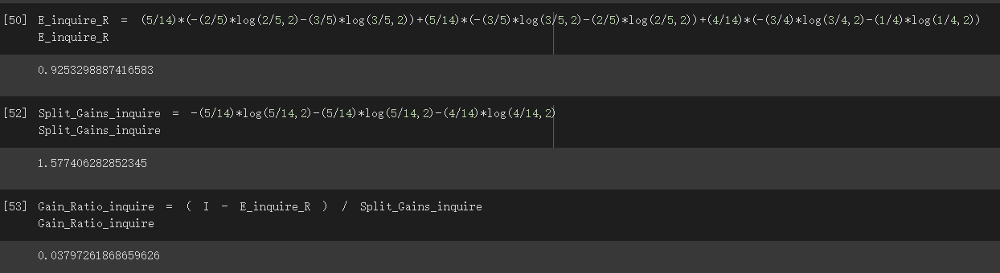 [50] E_inquire_R = (5/14)*(-(2/5)*log(2/5,2)-(3/5)*log(3/5,2))+(5/14)*(-(3/5)*log(3/5,2)-(2/5)*log(2/5,2))+(4/14)*(-(3/4)*log(3/4,2)-(1/4)*log(1/4,2))
E_inquire_R
0.9253298887416583
[52] Split_Gains_inquire = -(5/14)*log(5/14,2)-(5/14)*log(5/14,2)-(4/14)*log(4/14,2)
Split_Gains_inquire
1.577406282852345
[53] Gain_Ratio_inquire = ( I - E_inquire_R ) / Split_Gains_inquire
Gain_Ratio_inquire
0.03797261868659626